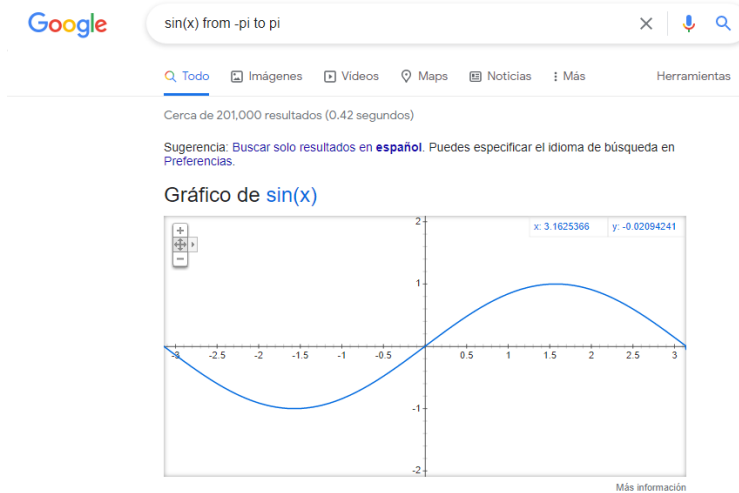 Google
sin(x) from -pi to pi
Todo Imágenes Vídeos Maps Noticias Más Herramientas
Cerca de 201,000 resultados (0.42 segundos)
Sugerencia: Buscar solo resultados en español. Puedes especificar el idioma de búsqueda en
Preferencias.
Gráfico de sin(x)
x: 3.1625366 y: -0.02094241
2
1
-3 -2.5 -2 -1.5 -1 -0.5 0.5 1 1.5 2 2.5 3
-1
-2
Más información